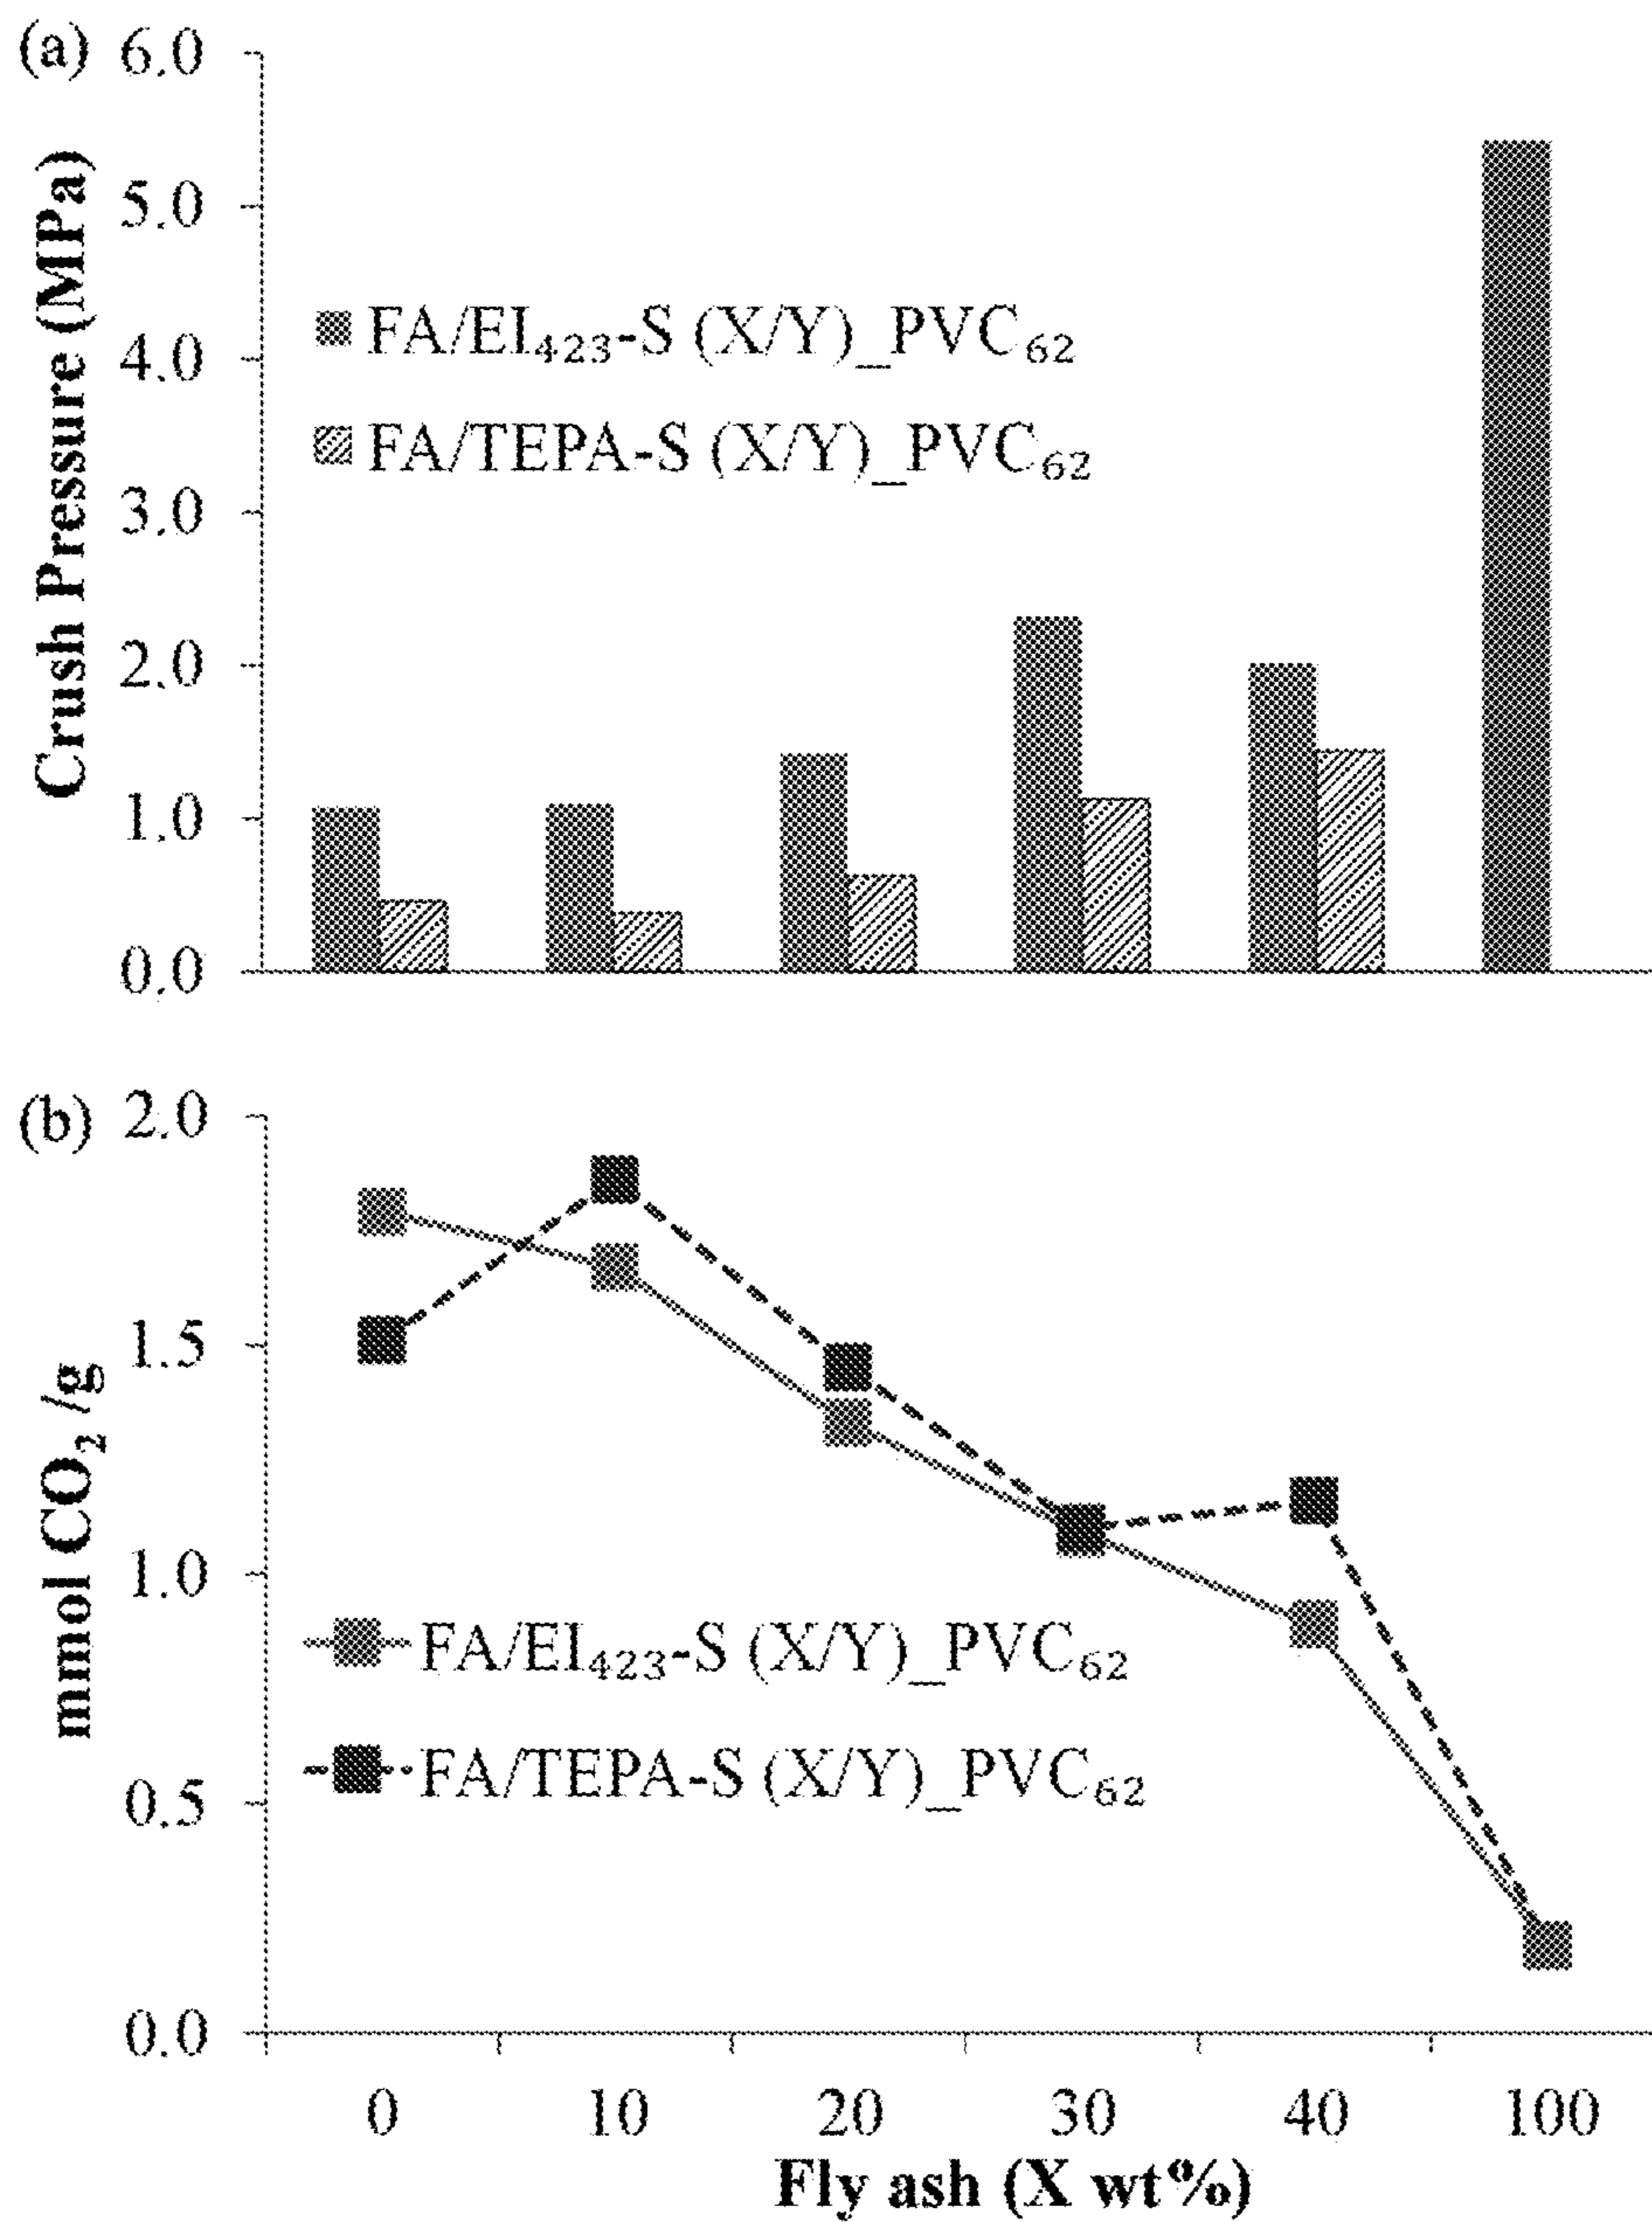 (a)
6.0
5.0
4.0
3.0
2.0
1.0
0.0
Crush Pressure (MPa)
FA/EI₄₂₃-S (X/Y)_PVC₆₂
FA/TEPA-S (X/Y)_PVC₆₂
(b)
2.0
1.5
1.0
0.5
0.0
mmol CO₂ /g
FA/EI₄₂₃-S (X/Y)_PVC₆₂
FA/TEPA-S (X/Y)_PVC₆₂
0 10 20 30 40 100
Fly ash (X wt%)